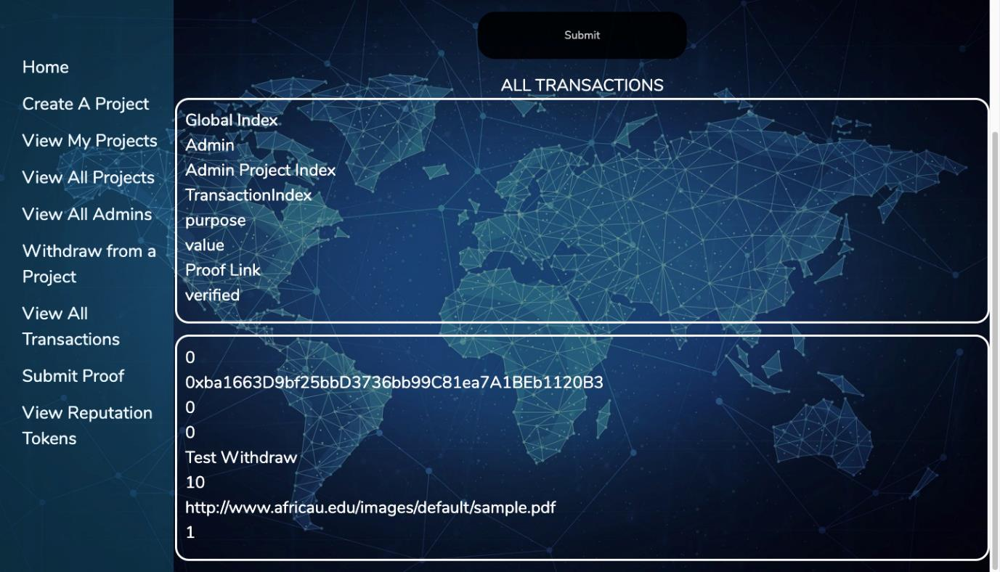 Submit
ALL TRANSACTIONS
Home
Create A Project
View My Projects
View All Projects
View All Admins
Withdraw from a
Project
View All
Transactions
Submit Proof
View Reputation
Tokens
Global Index
Admin
Admin Project Index
TransactionIndex
purpose
value
Proof Link
verified
0
0xba1663D9bf25bbD3736bb99C81ea7A1BEb1120B3
0
0
Test Withdraw
10
http://www.africau.edu/images/default/sample.pdf
1